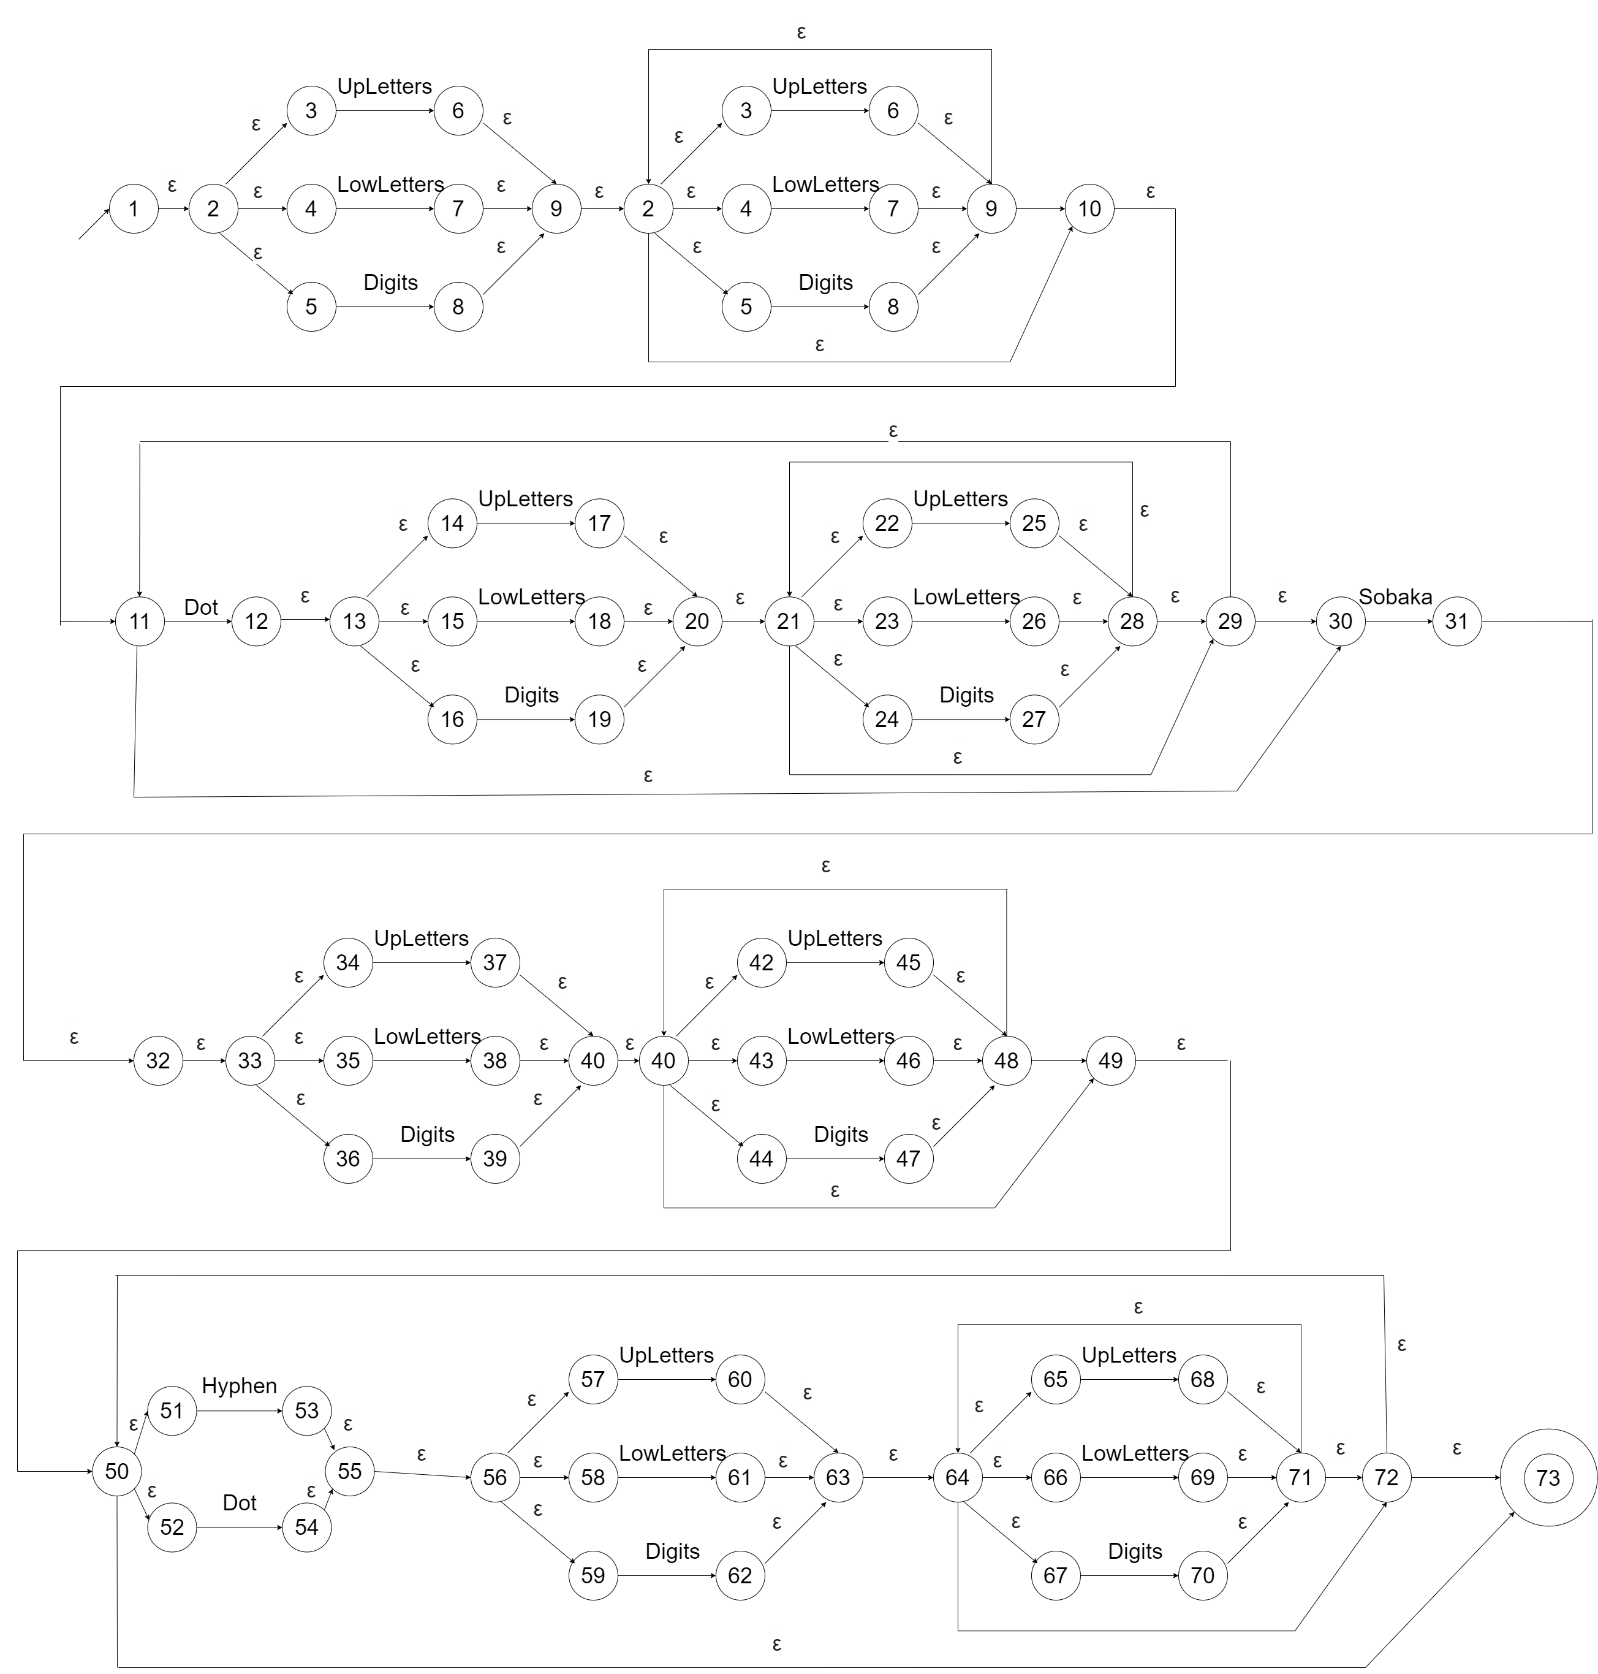 ε
UpLetters UpLetters
3 6 3 6
ε ε ε ε
LowLetters LowLetters
1 ε 2 ε 4 7 ε 9 ε 2 ε 4 7 ε 9 10 ε
ε ε ε ε
Digits Digits
5 8 5 8
ε
ε
UpLetters UpLetters
14 17 22 25
ε ε ε ε ε
Dot LowLetters LowLetters Sobaka
11 12 ε 13 ε 15 18 ε 20 ε 21 ε 23 26 ε 28 ε 29 ε 30 31
ε ε ε ε
Digits Digits
16 19 24 27
ε
ε
ε
UpLetters UpLetters
34 37 42 45
ε ε ε ε
LowLetters LowLetters
ε 32 ε 33 ε 35 38 ε 40 ε 40 ε 43 46 ε 48 49 ε
ε ε ε ε
Digits Digits
36 39 44 47
ε
ε
ε
UpLetters UpLetters
57 60 65 68
Hyphen
51 53
ε ε ε ε ε ε
LowLetters LowLetters
50 55 ε 56 ε 58 61 ε 63 ε 64 ε 66 69 ε 71 ε 72 ε 73
ε ε ε ε ε ε
Dot
52 54
Digits Digits
59 62 67 70
ε